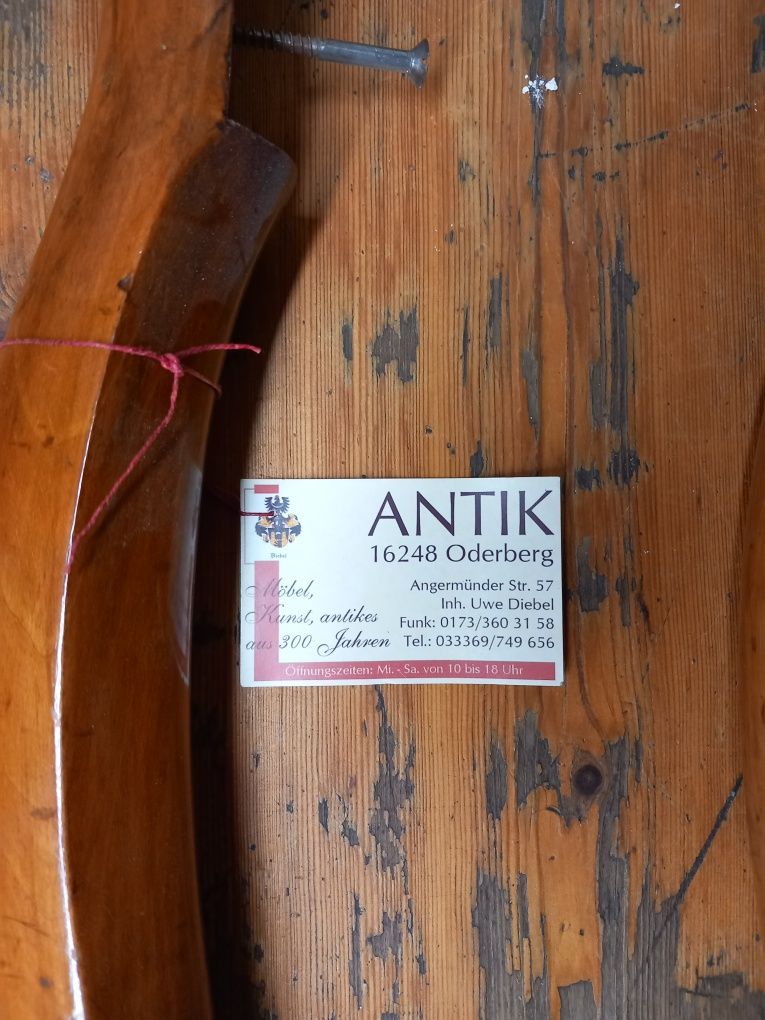 ANTIK
16248 Oderberg
Diebel
Möbel,
Kunst, antikes
aus 300 Jahren
Angermünder Str. 57
Inh. Uwe Diebel
Funk: 0173/360 31 58
Tel.: 033369/749 656
Öffnungszeiten: Mi. - Sa. von 10 bis 18 Uhr